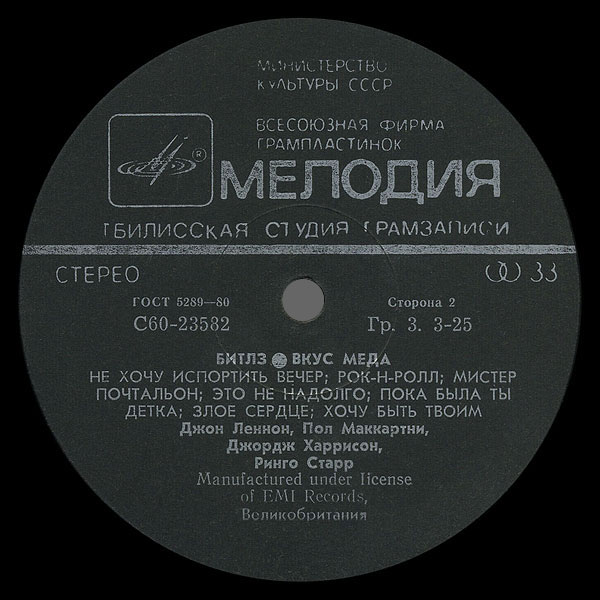 МИНИСТЕРСТВО
КУЛЬТУРЫ СССР
ВСЕСОЮЗНАЯ ФИРМА
ГРАМПЛАСТИНОК
®
МЕЛОДИЯ
ТБИЛИССКАЯ СТУДИЯ ГРАМЗАПИСИ
СТЕРЕО
33
ГОСТ 5289—80
Сторона 2
С60-23582
Гр. 3. 3-25
БИТЛЗ ● ВКУС МЕДА
НЕ ХОЧУ ИСПОРТИТЬ ВЕЧЕР; РОК-Н-РОЛЛ; МИСТЕР
ПОЧТАЛЬОН; ЭТО НЕ НАДОЛГО; ПОКА БЫЛА ТЫ
ДЕТКА; ЗЛОЕ СЕРДЦЕ; ХОЧУ БЫТЬ ТВОИМ
Джон Леннон, Пол Маккартни,
Джордж Харрисон,
Ринго Старр
Manufactured under license
of EMI Records,
Великобритания